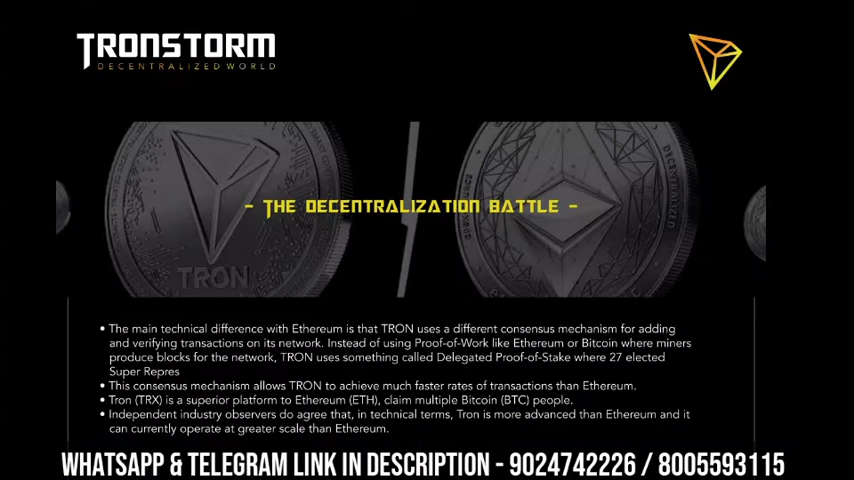 TRONSTORM
DECENTRALIZED WORLD
- THE DECENTRALIZATION BATTLE -
TRON
DECENTRALIZED
• The main technical difference with Ethereum is that TRON uses a different consensus mechanism for adding
and verifying transactions on its network. Instead of using Proof-of-Work like Ethereum or Bitcoin where miners
produce blocks for the network, TRON uses something called Delegated Proof-of-Stake where 27 elected
Super Repres
• This consensus mechanism allows TRON to achieve much faster rates of transactions than Ethereum.
• Tron (TRX) is a superior platform to Ethereum (ETH), claim multiple Bitcoin (BTC) people.
• Independent industry observers do agree that, in technical terms, Tron is more advanced than Ethereum and it
can currently operate at greater scale than Ethereum.
WHATSAPP & TELEGRAM LINK IN DESCRIPTION - 9024742226 / 8005593115